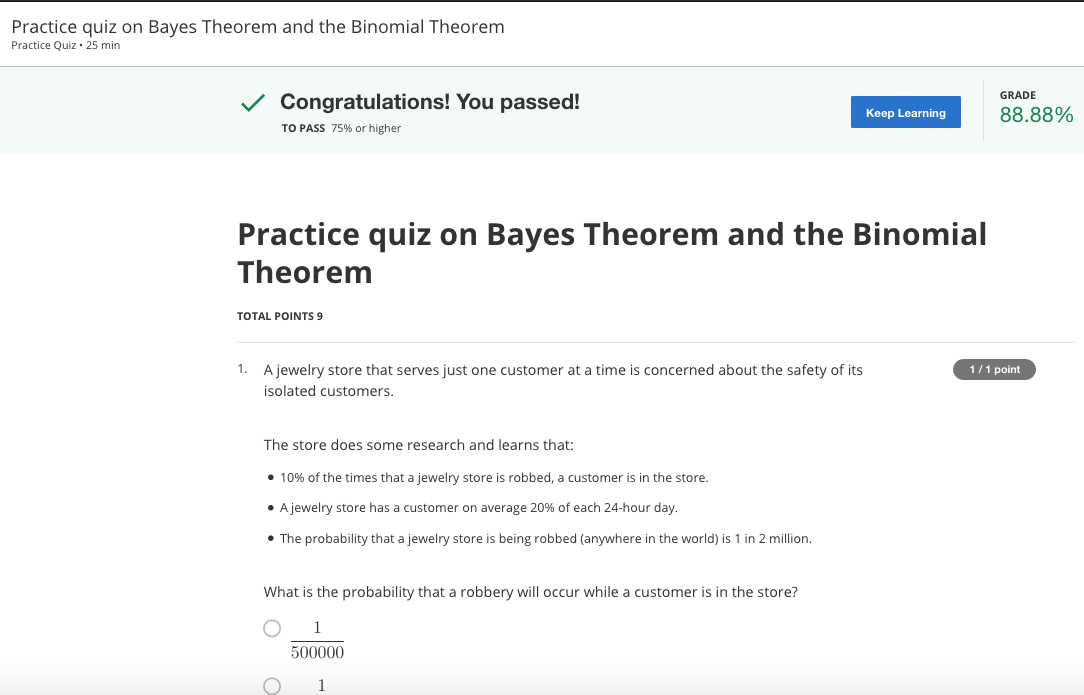 Practice quiz on Bayes Theorem and the Binomial Theorem
Practice Quiz • 25 min
Congratulations! You passed!
TO PASS 75% or higher
Keep Learning
GRADE
88.88%
Practice quiz on Bayes Theorem and the Binomial
Theorem
TOTAL POINTS 9
1. A jewelry store that serves just one customer at a time is concerned about the safety of its
isolated customers.
1 / 1 point
The store does some research and learns that:
• 10% of the times that a jewelry store is robbed, a customer is in the store.
• A jewelry store has a customer on average 20% of each 24-hour day.
• The probability that a jewelry store is being robbed (anywhere in the world) is 1 in 2 million.
What is the probability that a robbery will occur while a customer is in the store?
1
500000
1